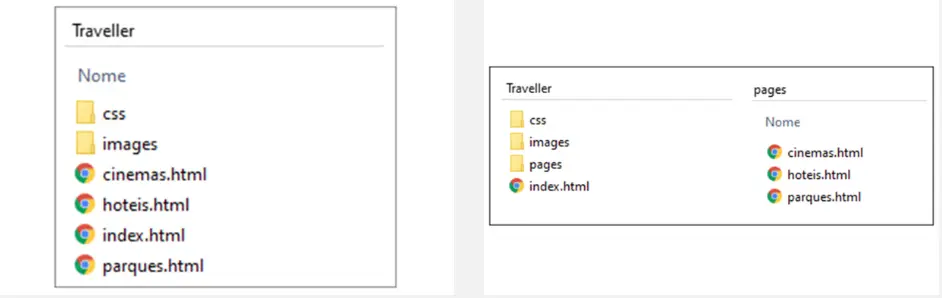 Traveller
Nome
css
images
cinemas.html
hoteis.html
index.html
parques.html
Traveller
css
images
pages
index.html
pages
Nome
cinemas.html
hoteis.html
parques.html